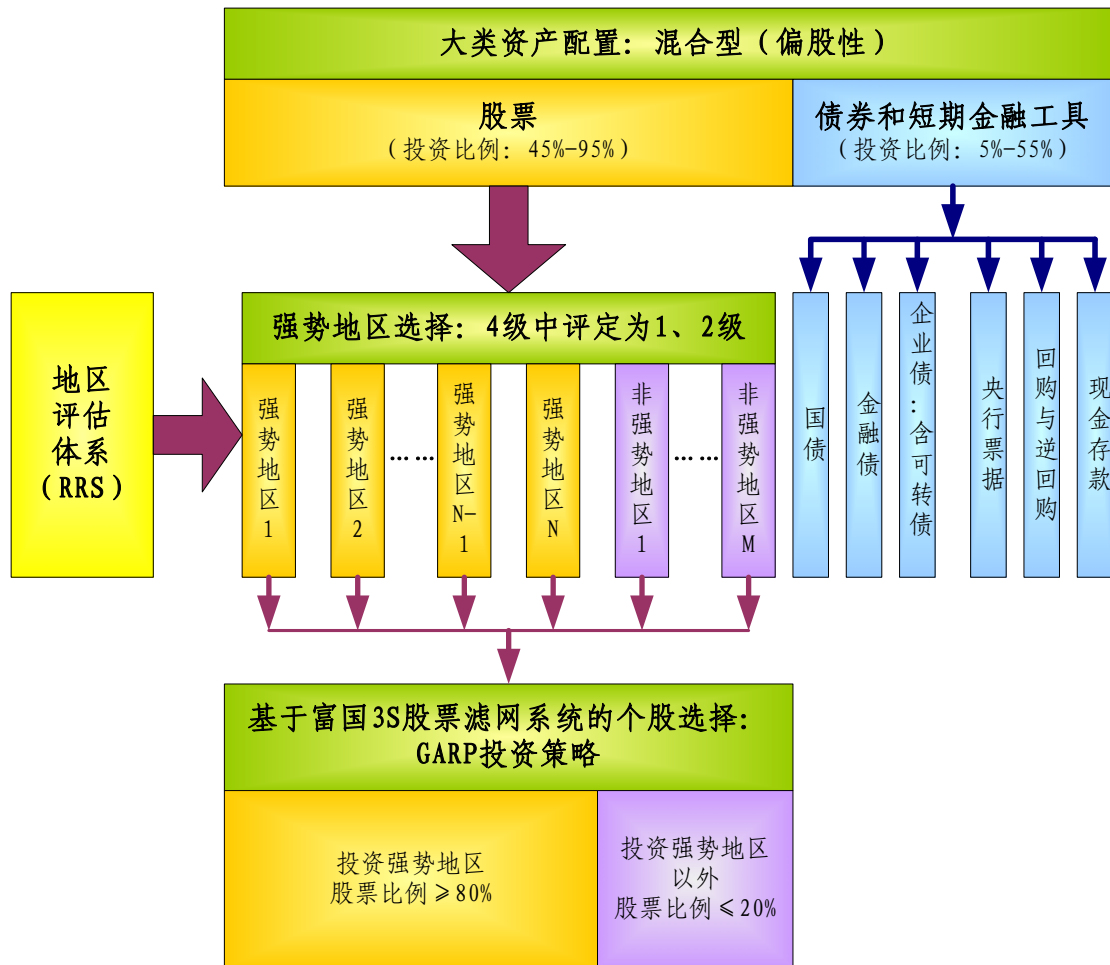 大类资产配置：混合型（偏股性）
股票
（投资比例：45%-95%）
债券和短期金融工具
（投资比例：5%-55%）
地区
评估
体系
（RRS）
强势地区选择：4级中评定为1、2级
强势地区1
强势地区2
……
强势地区N-1
强势地区N
非强势地区1
……
非强势地区M
国债
金融债
企业债：含可转债
央行票据
回购与逆回购
现金存款
基于富国3S股票滤网系统的个股选择：
GARP投资策略
投资强势地区
股票比例≥80%
投资强势地区
以外
股票比例≤20%